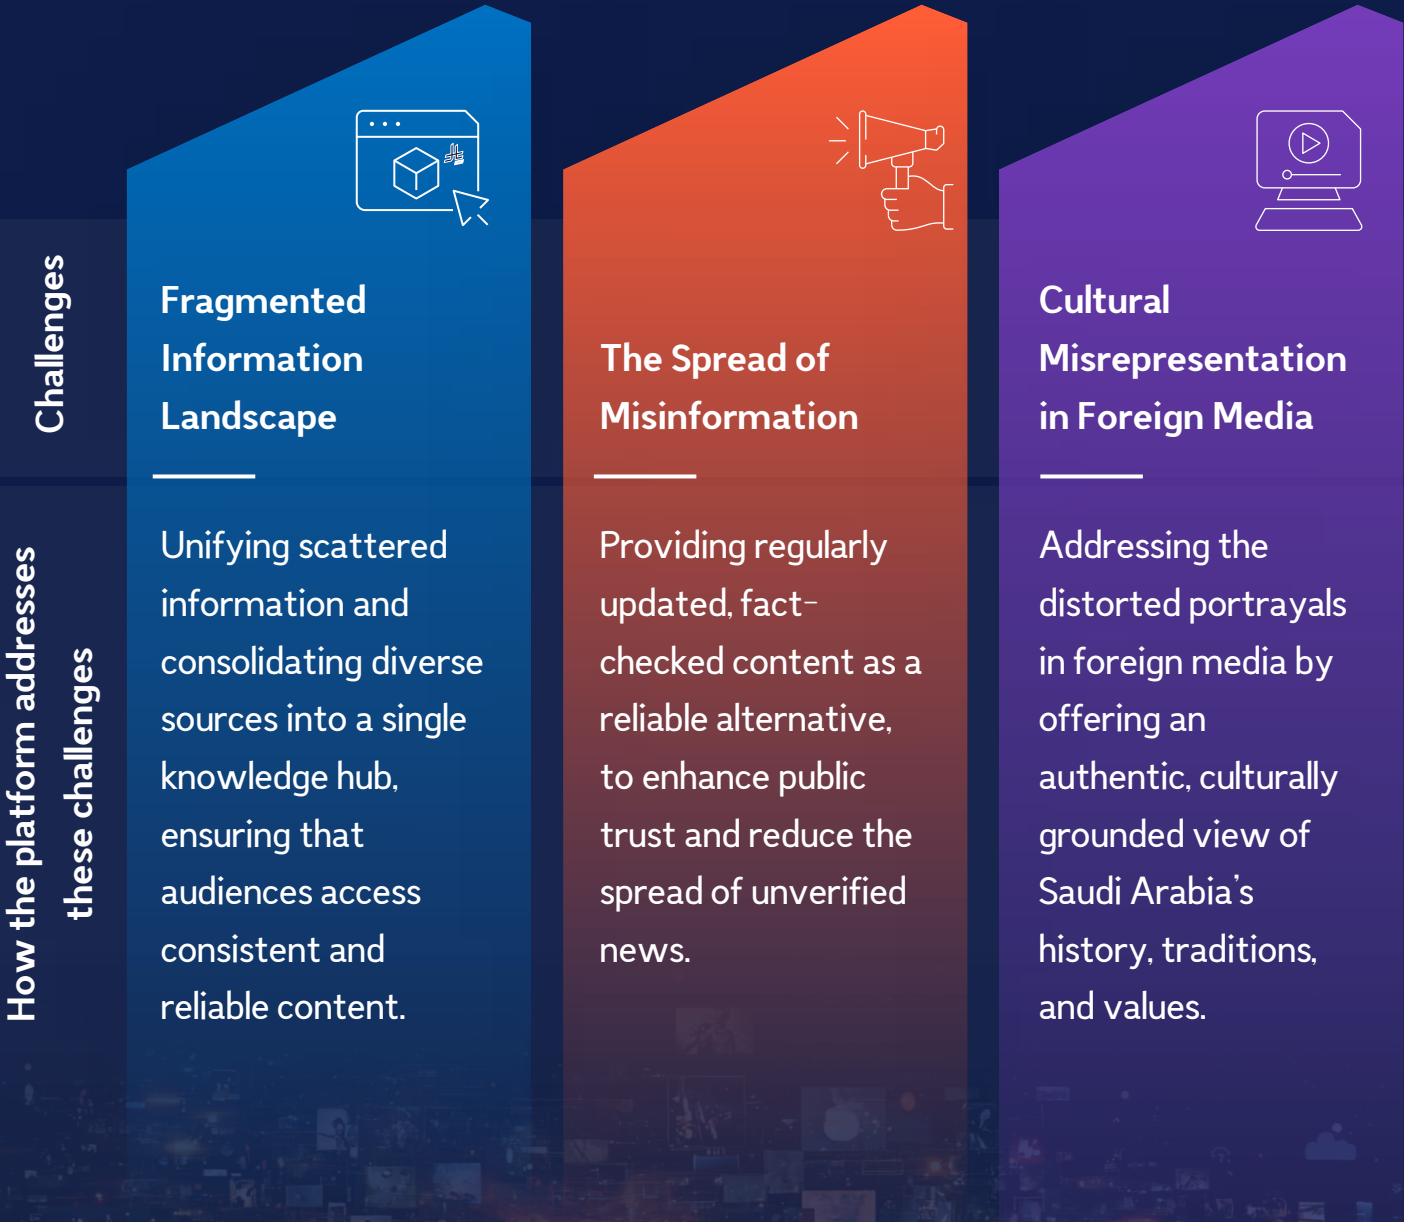 Challenges
Fragmented
Information
Landscape
The Spread of
Misinformation
Cultural
Misrepresentation
in Foreign Media
How the platform addresses
these challenges
Unifying scattered
information and
consolidating diverse
sources into a single
knowledge hub,
ensuring that
audiences access
consistent and
reliable content.
Providing regularly
updated, fact-
checked content as a
reliable alternative,
to enhance public
trust and reduce the
spread of unverified
news.
Addressing the
distorted portrayals
in foreign media by
offering an
authentic, culturally
grounded view of
Saudi Arabia’s
history, traditions,
and values.